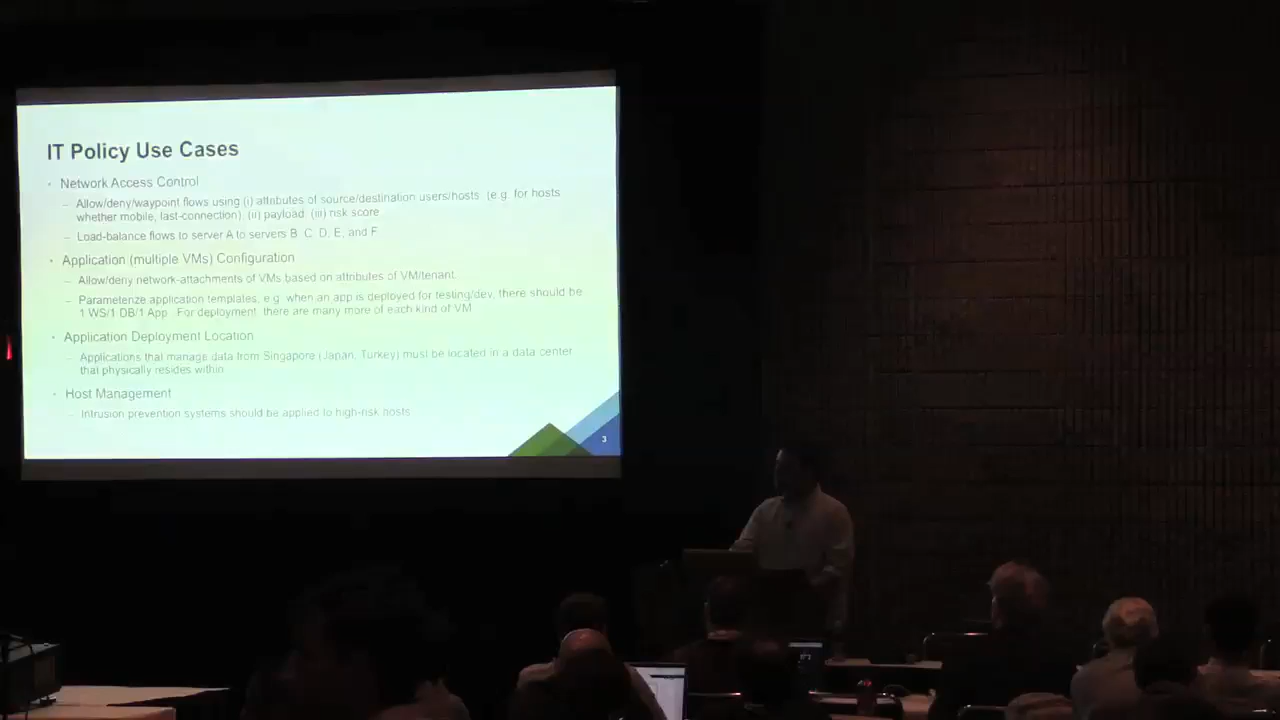 IT Policy Use Cases
• Network Access Control
– Allow/deny/waypoint flows using (i) attributes of source/destination users/hosts (e.g. for hosts
whether mobile, last-connection), (ii) payload (iii) risk score
– Load-balance flows to server A to servers B, C, D, E, and F
• Application (multiple VMs) Configuration
– Allow/deny network-attachments of VMs based on attributes of VM/tenant.
– Parameterize application templates, e.g. when an app is deployed for testing/dev, there should be
1 WS/1 DB/1 App. For deployment, there are many more of each kind of VM
• Application Deployment Location
– Applications that manage data from Singapore (Japan, Turkey) must be located in a data center
that physically resides within
• Host Management
– Intrusion prevention systems should be applied to high-risk hosts
3